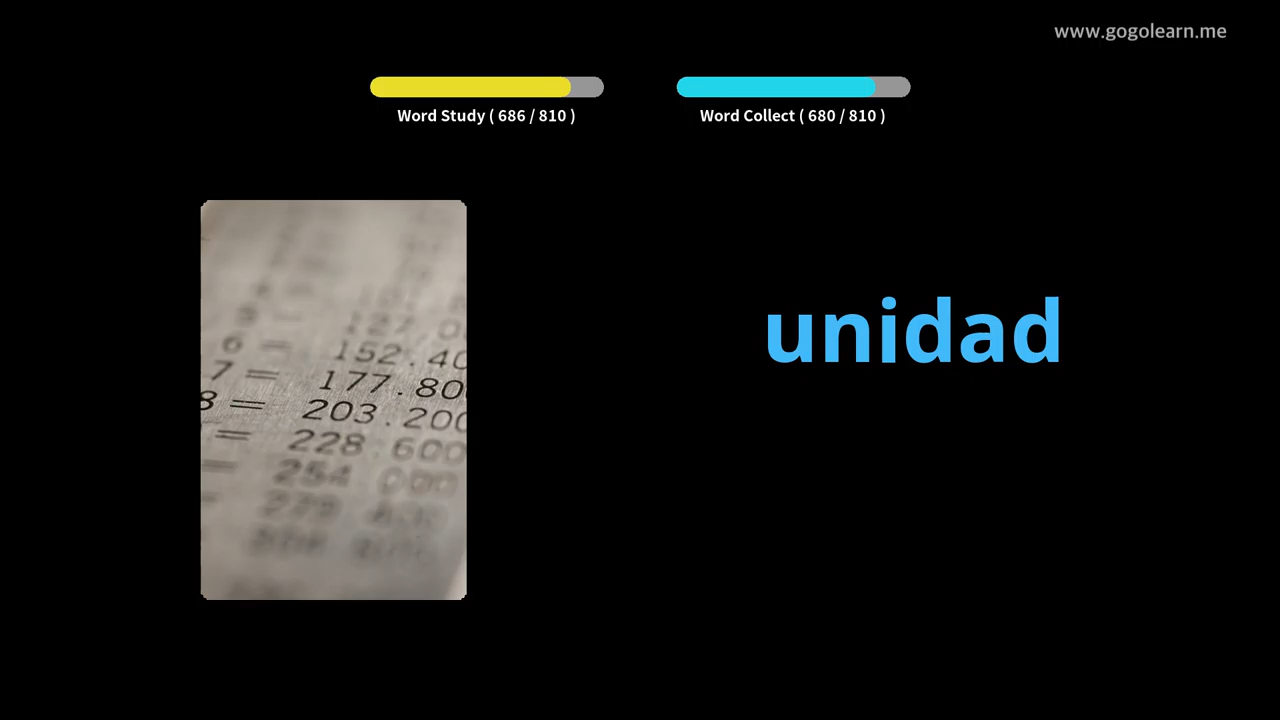 www.gogolearn.me
Word Study ( 686 / 810 )
Word Collect ( 680 / 810 )
unidad
6 = 152.40
7 = 177.80
8 = 203.200
= 228.600
= 254.000